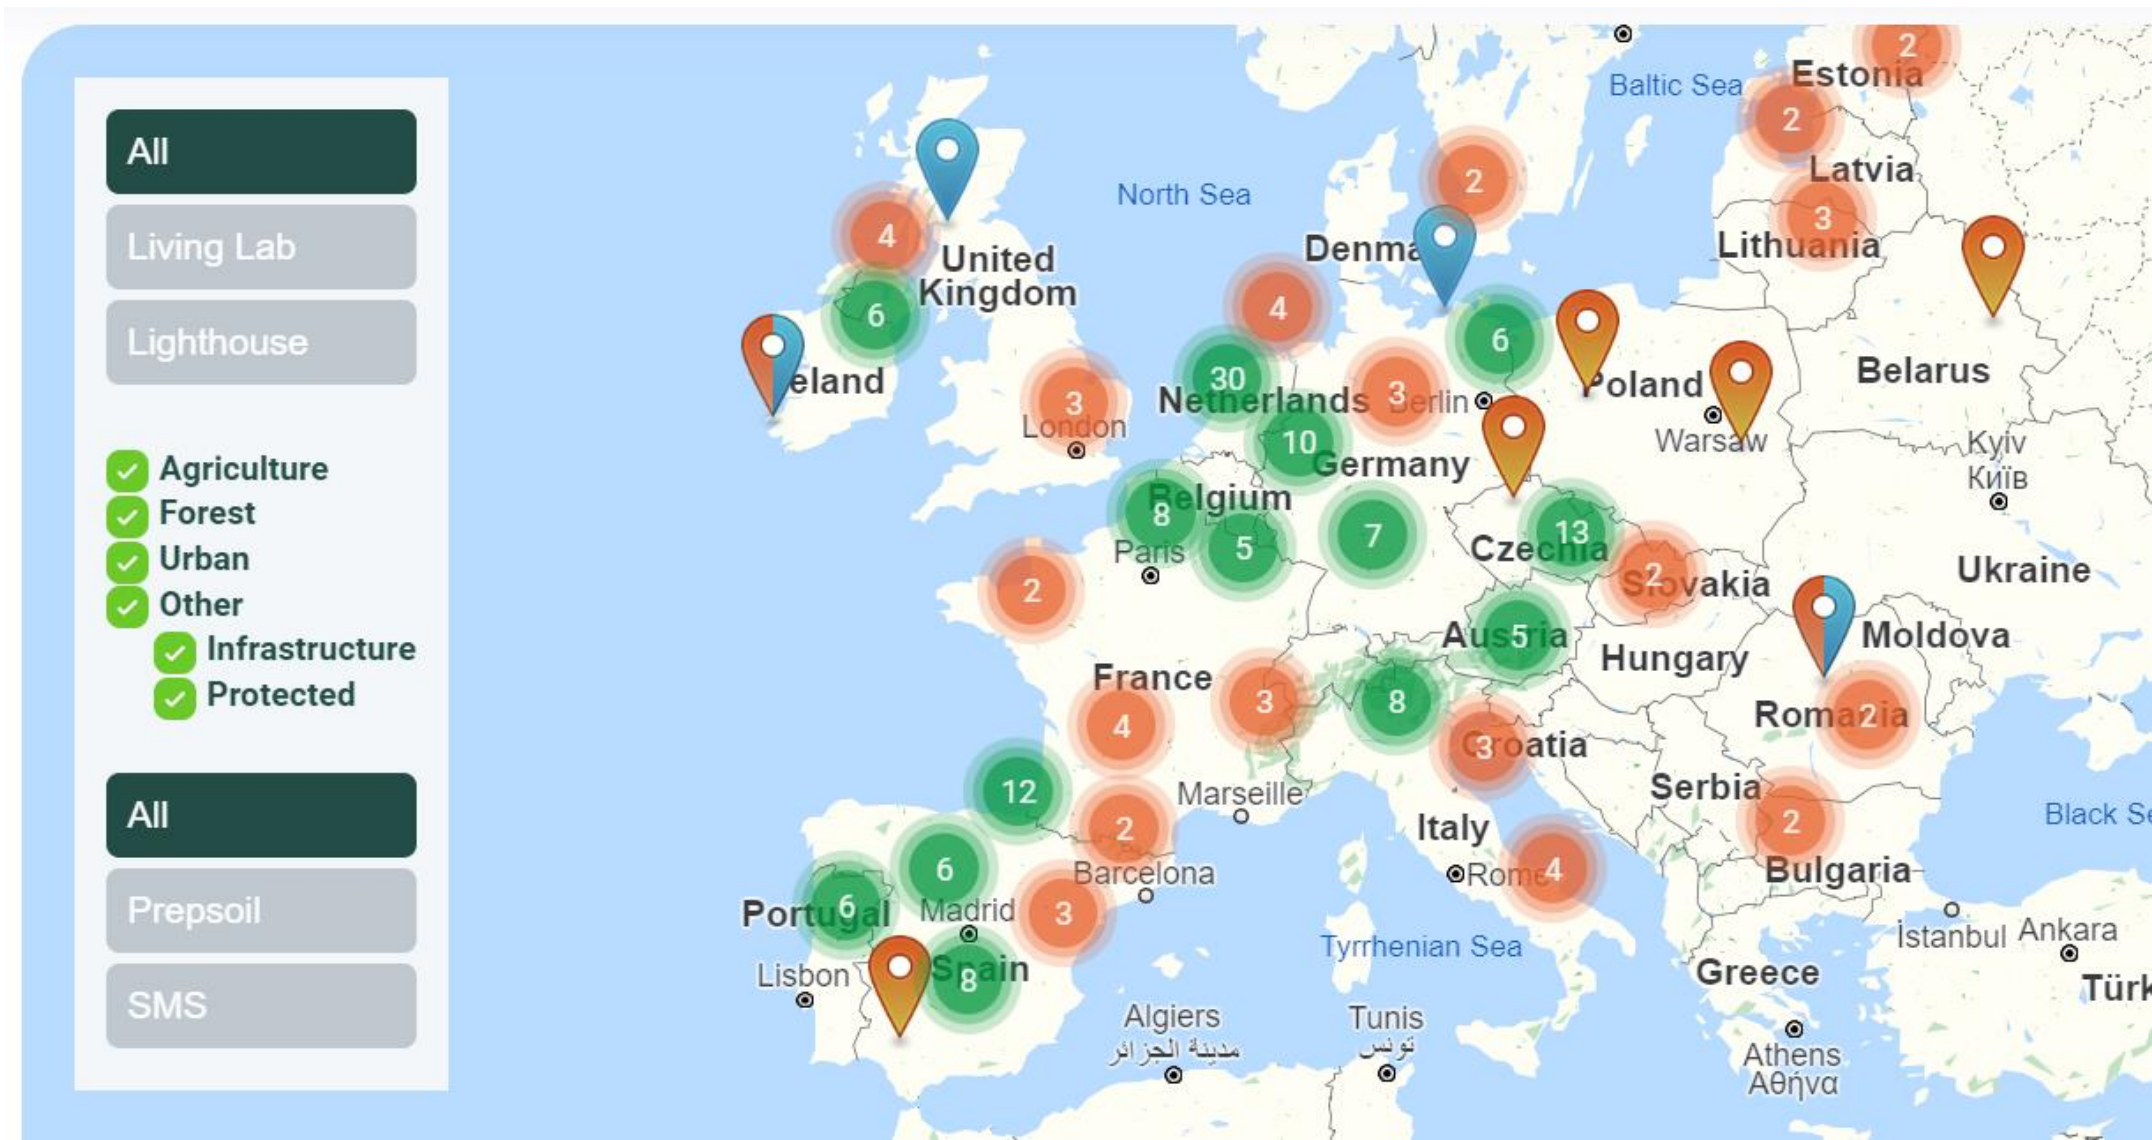 All
Living Lab
Lighthouse
Agriculture
Forest
Urban
Other
Infrastructure
Protected
All
Prepsoil
SMS
2
Baltic Sea
Estonia
2
Latvia
2
North Sea
3
Lithuania
4
United
Kingdom
Denma
4
6
6
eland
30
Netherlands
3
Berlin
Poland
Belarus
3
London
Warsaw
10
Germany
Kyiv
Київ
Belgium
8
5
7
13
Czechia
Paris
2
Slovakia
Ukraine
2
Austria
5
Moldova
Hungary
France
3
8
Romania
2
4
3
Croatia
12
Marseille
Serbia
Black Se
2
2
Italy
4
Rome
Bulgaria
6
Barcelona
6
Portugal
Madrid
3
İstanbul
Ankara
Tyrrhenian Sea
Lisbon
Spain
8
Greece
Türk
Algiers
مدينة الجزائر
Tunis
تونس
Athens
Αθήνα